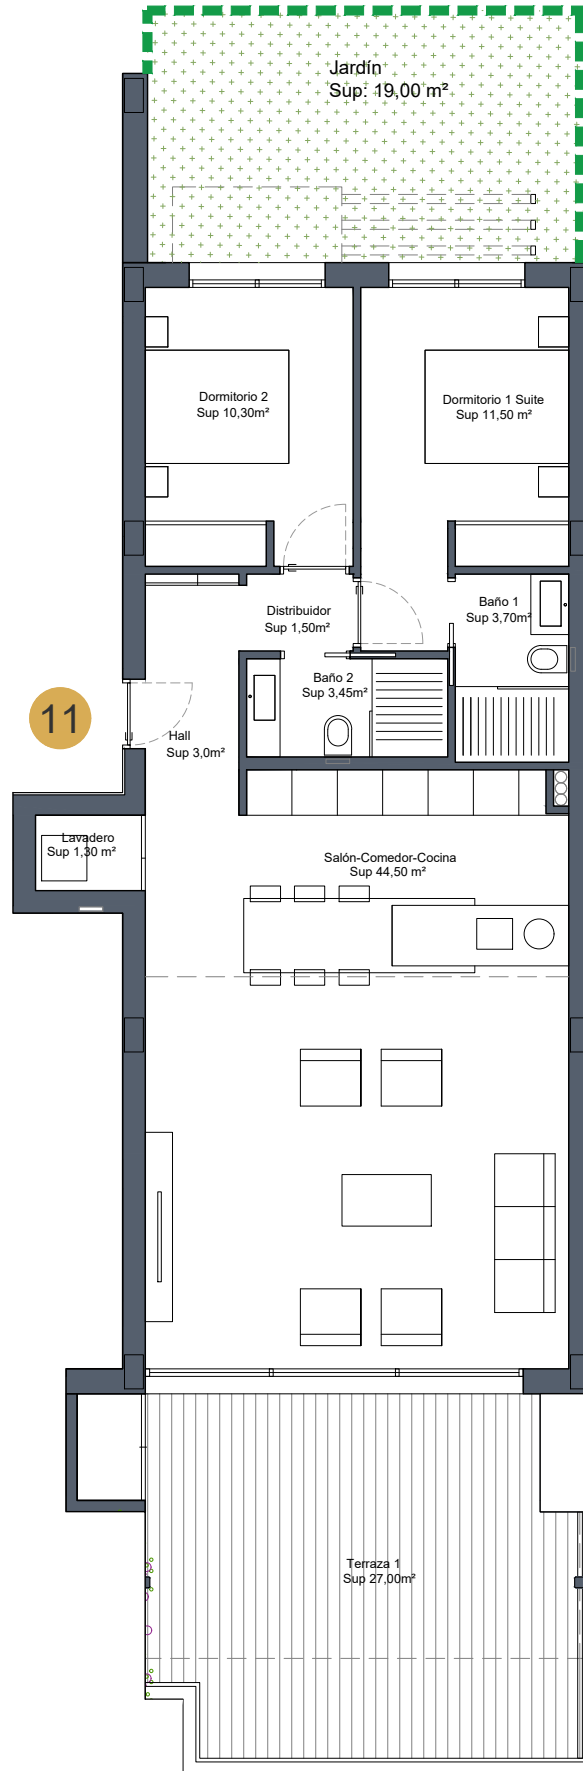 Jardín
Sup: 19,00 m²
Dormitorio 2
Sup 10,30m²
Dormitorio 1 Suite
Sup 11,50 m²
Distribuidor
Sup 1,50m²
Baño 1
Sup 3,70m²
Baño 2
Sup 3,45m²
11
Hall
Sup 3,0m²
Lavadero
Sup 1,30 m²
Salón-Comedor-Cocina
Sup 44,50 m²
Terraza 1
Sup 27,00m²